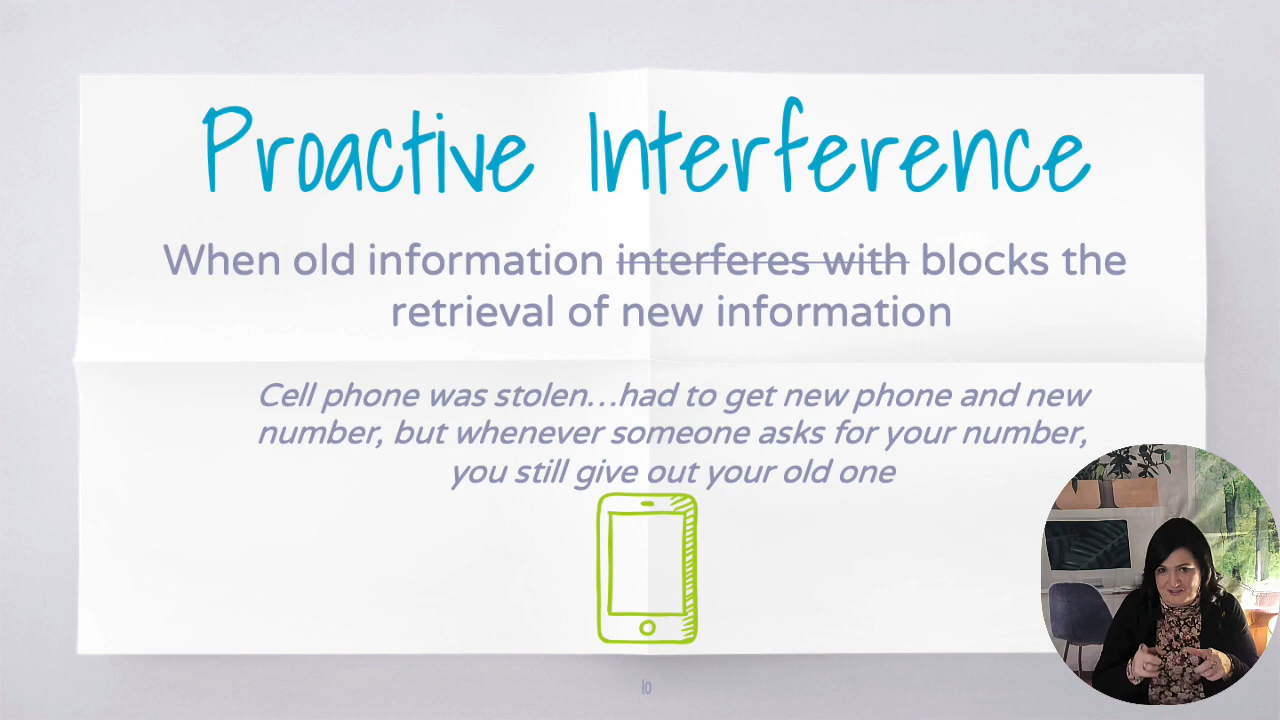 Proactive Interference
When old information interferes with blocks the
retrieval of new information
Cell phone was stolen...had to get new phone and new
number, but whenever someone asks for your number,
you still give out your old one
10